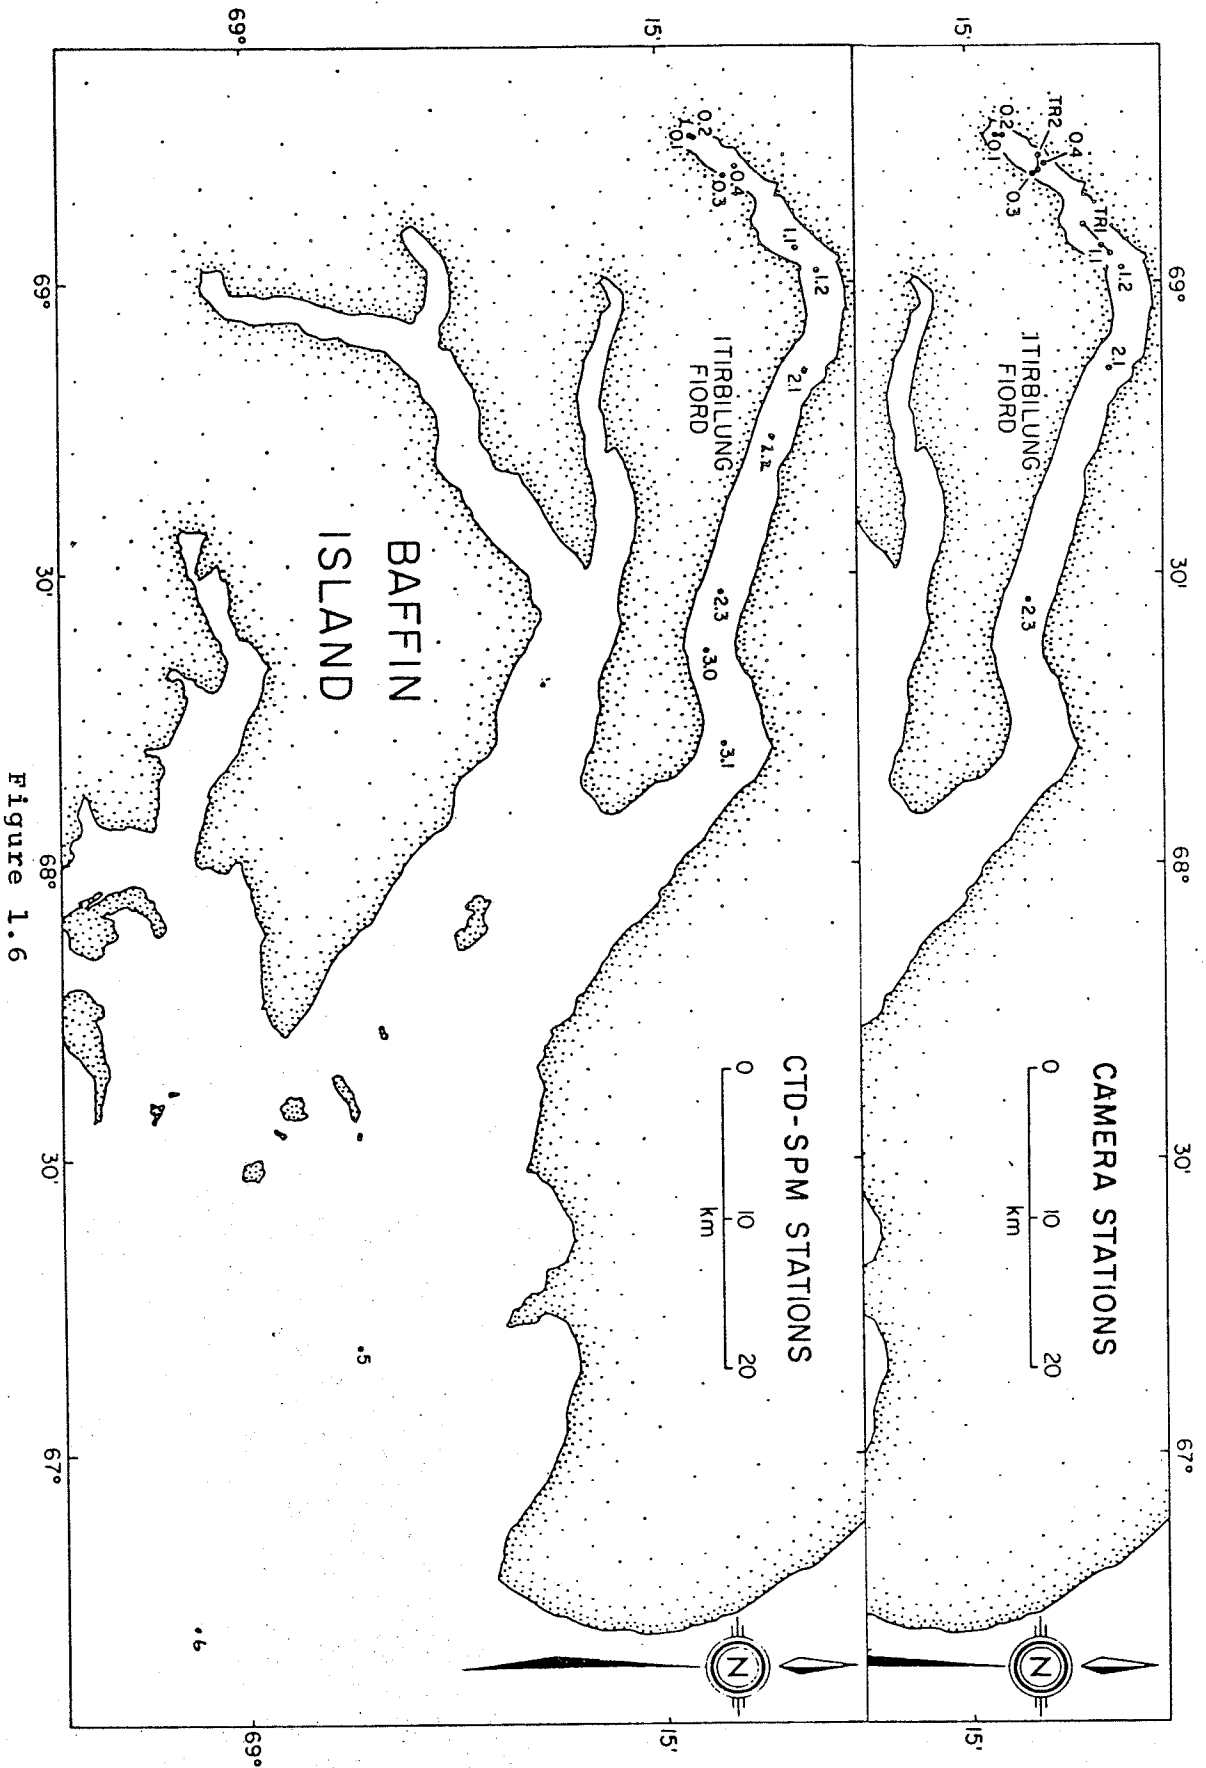 69°
30'
68°
30'
67°
15'
15'
CAMERA STATIONS
0 10 20
km
TR2
0.4
0.2
0.1
0.3
TR1
1.1
1.2
2.1
2.3
ITIRBILUNG
FIORD
N
15'
15'
CTD-SPM STATIONS
0 10 20
km
0.2
0.1
0.4
0.3
1.1
1.2
2.1
2.2
2.3
3.0
3.1
ITIRBILUNG
FIORD
N
BAFFIN
ISLAND
5
6
69°
69°
69°
30'
68°
30'
67°
Figure 1.6